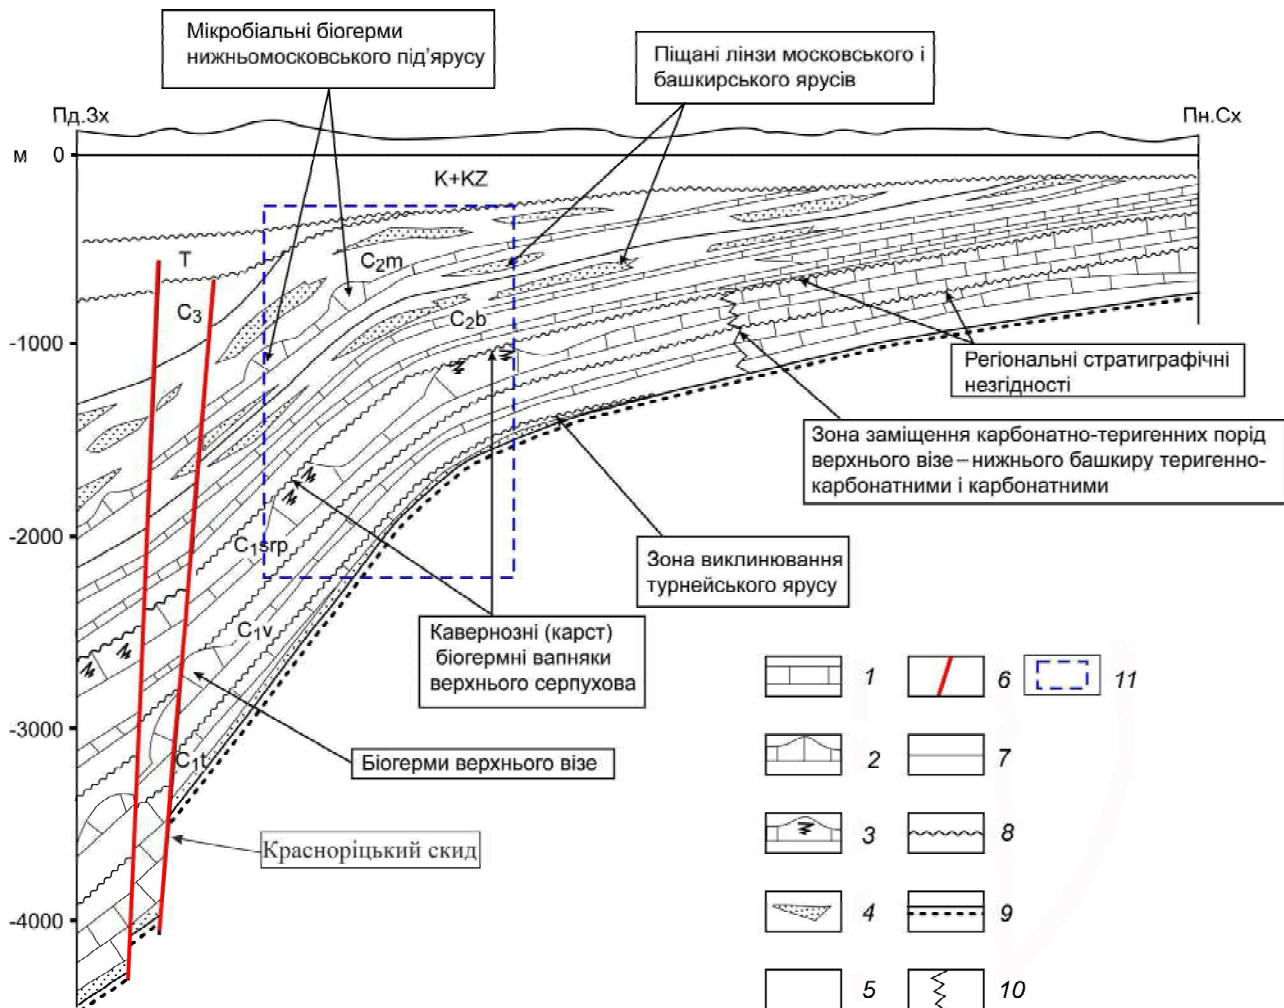 Мікробіальні біогерми
нижньомосковського під’ярусу
Піщані лінзи московського і
башкирського ярусів
Пд.Зх
Пн.Сх
м
0
K+KZ
T
C₂m
C₃
C₂b
-1000
Регіональні стратиграфічні
незгідності
Зона заміщення карбонатно-теригенних порід
верхнього візе – нижнього башкиру теригенно-
карбонатними і карбонатними
-2000
C₁srp
Зона виклинювання
турнейського ярусу
C₁v
Кавернозні (карст)
біогермні вапняки
верхнього серпухова
-3000
C₁t
Біогерми верхнього візе
Красноріцький скид
-4000
1
6
11
2
7
3
8
4
9
5
10